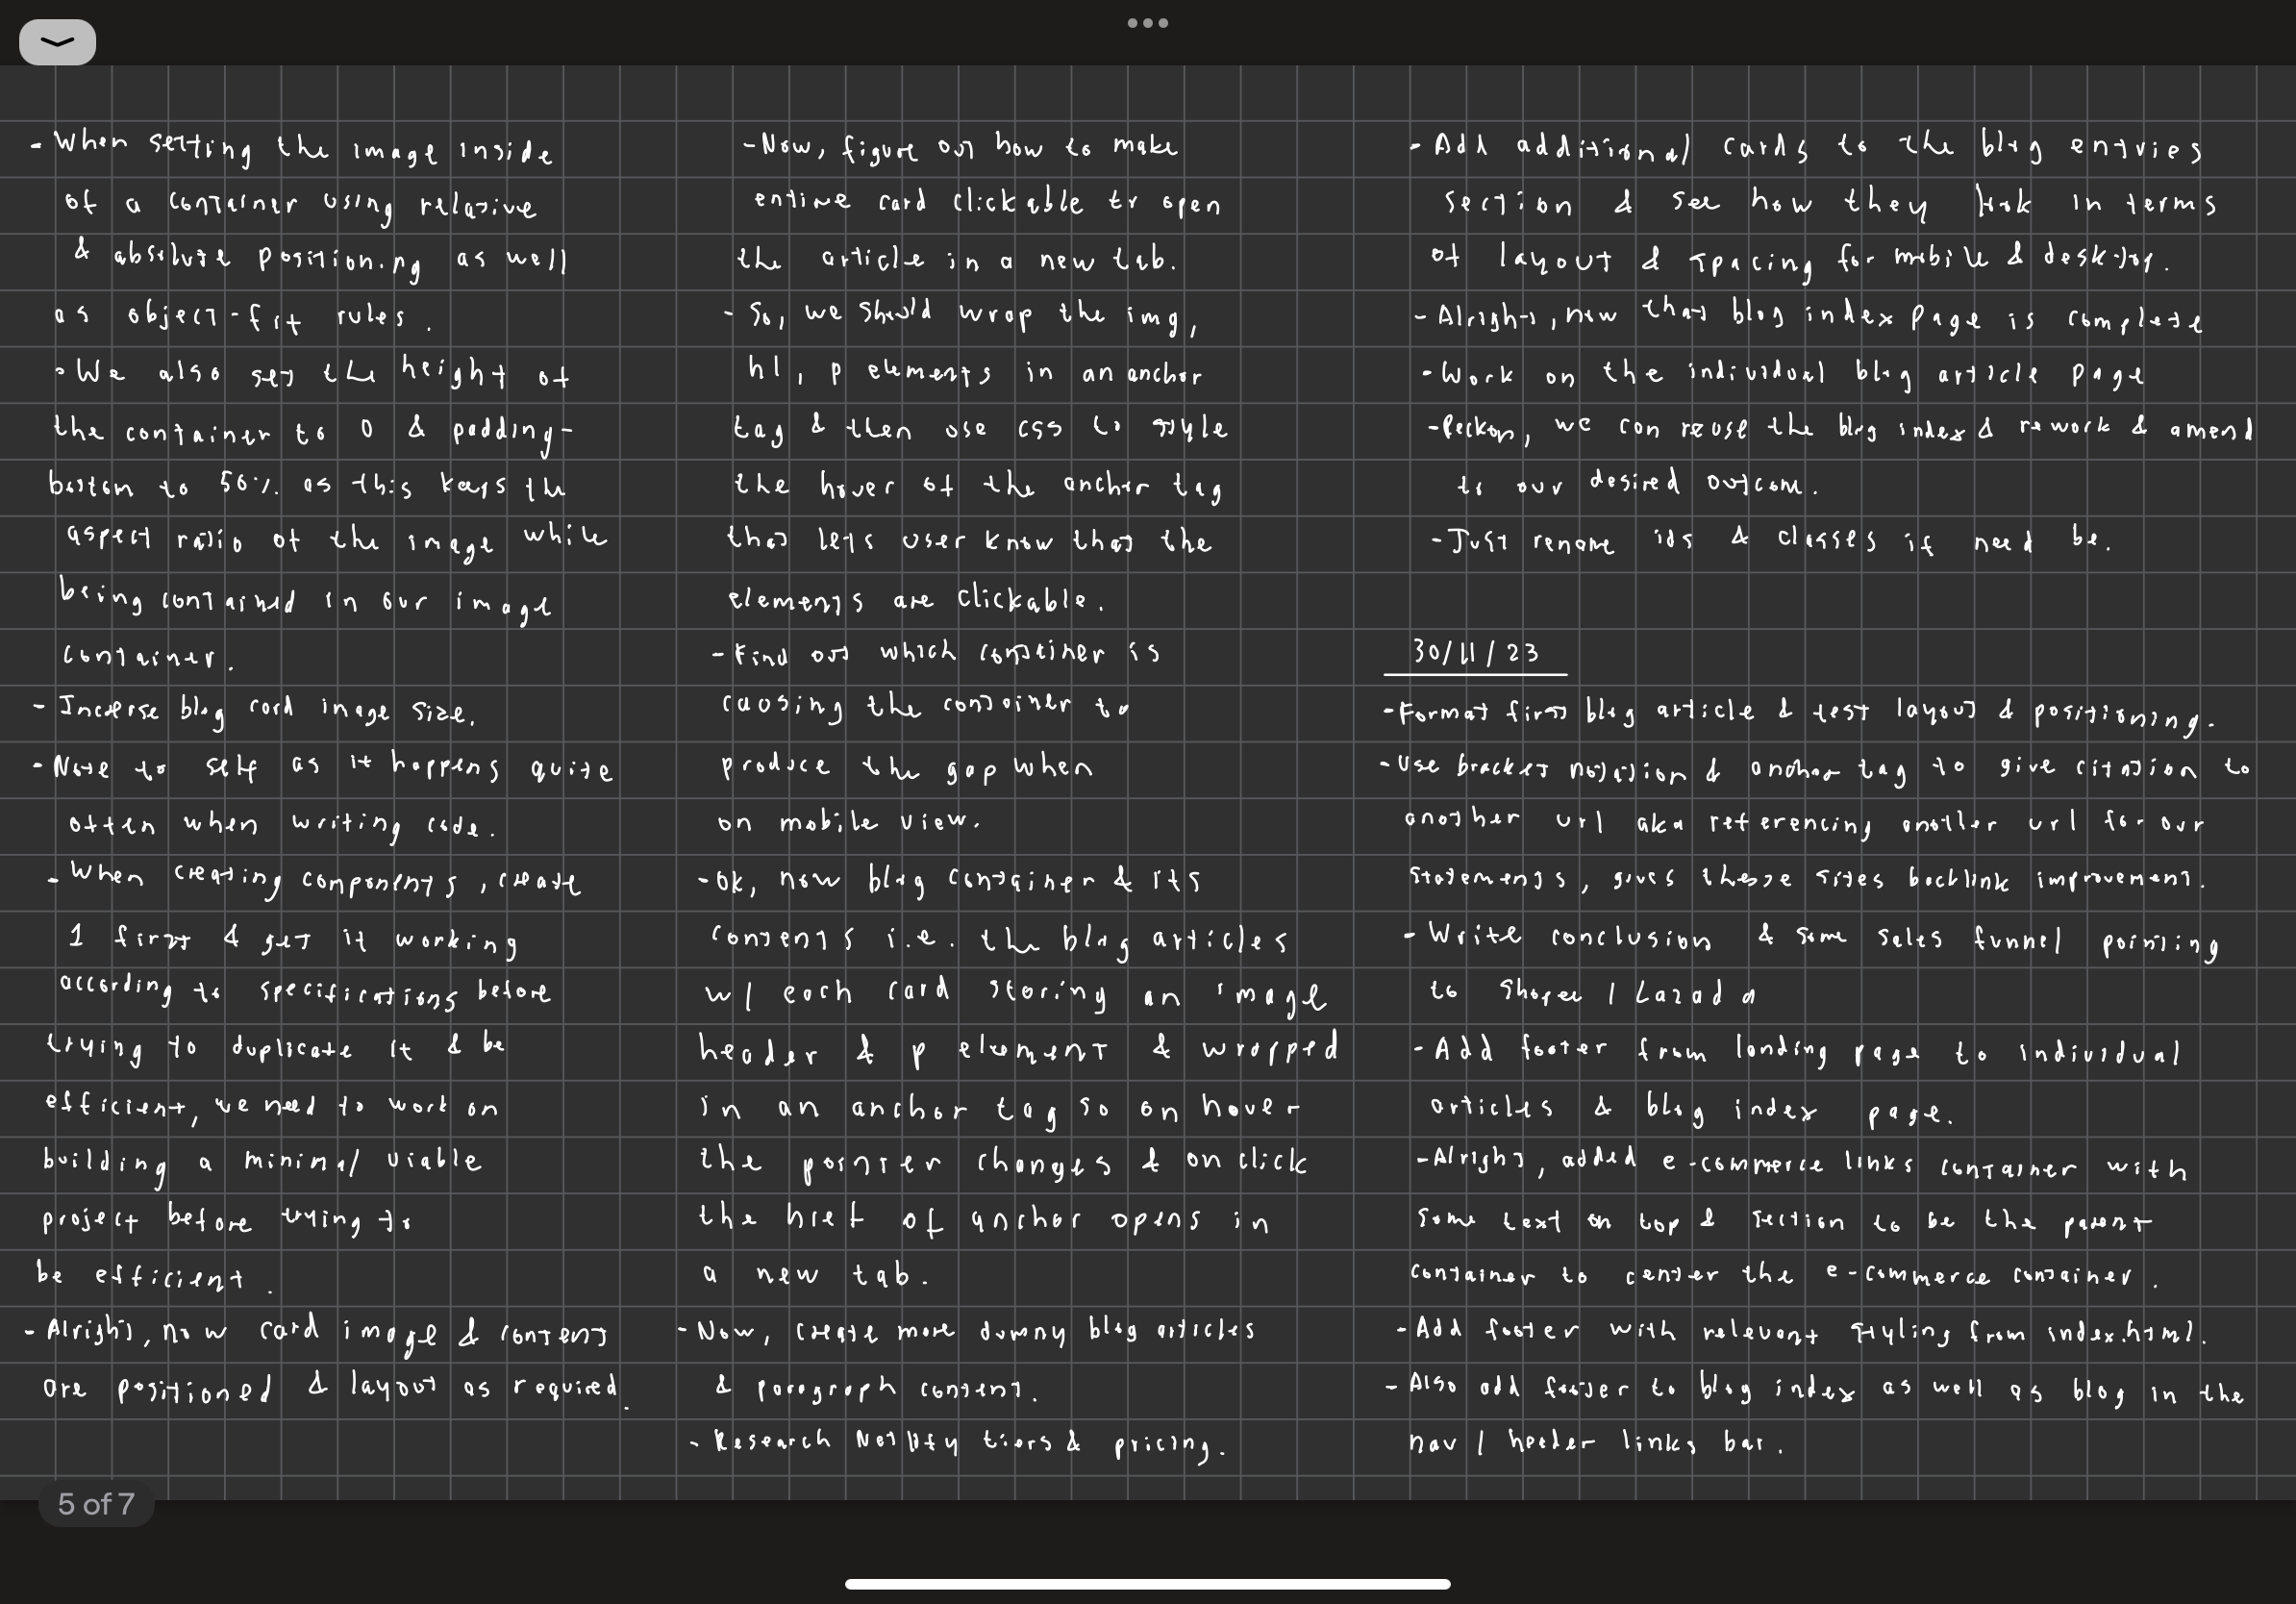 - When setting the image inside
of a container using relative
& absolute positioning as well
as object-fit rules.
- We also set the height of
the container to 0 & padding-
bottom to 50% as this keeps the
aspect ratio of the image while
being contained in our image
container.
- Increase blog card image size.
- Note to self as it happens quite
often when writing code.
- When creating components, create
1 first & get it working
according to specifications before
trying to duplicate it & be
efficient, we need to work on
building a minimal viable
project before trying to
be efficient.
- Alright, now card image & content
are positioned & layout as required.
- Now, figure out how to make
entire card clickable to open
the article in a new tab.
- So, we should wrap the img,
h1, p elements in an anchor
tag & then use css to style
the hover of the anchor tag
that lets user know that the
elements are clickable.
- Find out which container is
causing the container to
produce the gap when
on mobile view.
- Ok, now blog container & its
contents i.e. the blog articles
w/ each card storing an image
header & p element & wrapped
in an anchor tag so on hover
the pointer changes & on click
the href of anchor opens in
a new tab.
- Now, create more dummy blog articles
& paragraph content.
- Research Netlify tiers & pricing.
- Add additional cards to the blog entries
section & see how they look in terms
of layout & spacing for mobile & desktop.
- Alright, now that blog index page is complete
- Work on the individual blog article page
- Reckon, we can reuse the blog index & rework & amend
to our desired outcome.
- Just rename ids & classes if need be.
30/11/23
- Format first blog article & test layout & positioning.
- Use bracket notation & anchor tag to give citation to
another url aka referencing another url for our
statements, gives these sites backlink improvement.
- Write conclusion & some sales funnel pointing
to Shopee / Lazada
- Add footer from landing page to individual
articles & blog index page.
- Alright, added e-commerce links container with
some text on top & section to be the parent
container to center the e-commerce container.
- Add footer with relevant styling from index.html.
- Also add footer to blog index as well as blog in the
nav / header links bar.
5 of 7